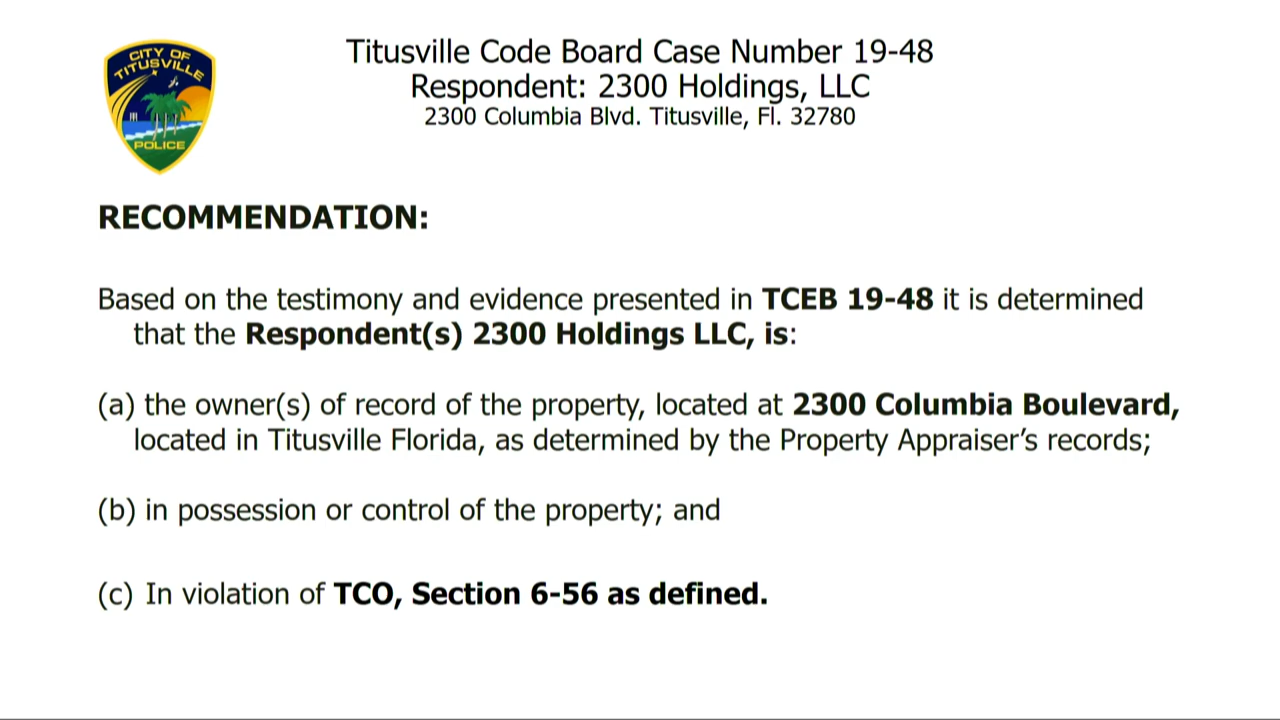 CITY OF
TITUSVILLE
POLICE
Titusville Code Board Case Number 19-48
Respondent: 2300 Holdings, LLC
2300 Columbia Blvd. Titusville, Fl. 32780
RECOMMENDATION:
Based on the testimony and evidence presented in TCEB 19-48 it is determined
that the Respondent(s) 2300 Holdings LLC, is:
(a) the owner(s) of record of the property, located at 2300 Columbia Boulevard,
located in Titusville Florida, as determined by the Property Appraiser’s records;
(b) in possession or control of the property; and
(c) In violation of TCO, Section 6-56 as defined.